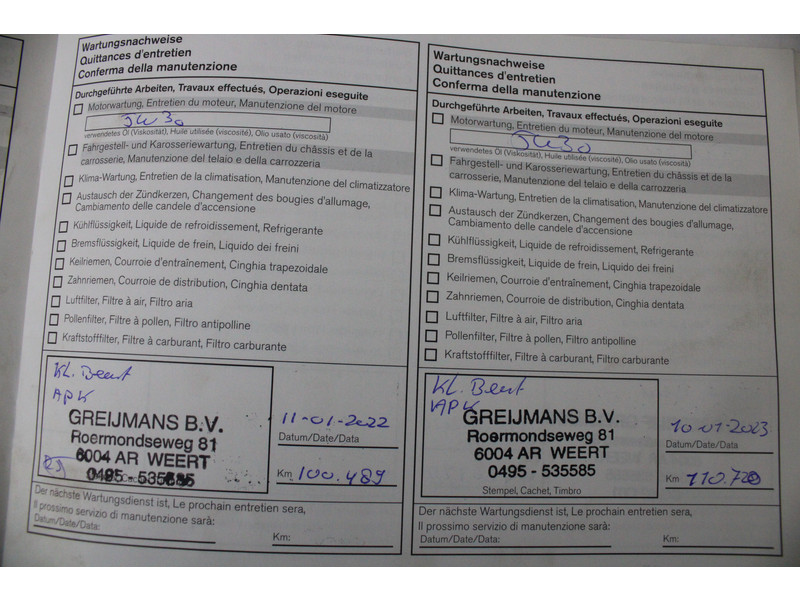 Wartungsnachweise
Quittances d'entretien
Conferma della manutenzione
Durchgeführte Arbeiten, Travaux effectués, Operazioni eseguite
Motorwartung, Entretien du moteur, Manutenzione del motore
5W30
verwendetes Öl (Viskosität), Huile utilisée (viscosité), Olio usato (viscosità)
Fahrgestell- und Karosseriewartung, Entretien du châssis et de la
carrosserie, Manutenzione del telaio e della carrozzeria
Klima-Wartung, Entretien de la climatisation, Manutenzione del climatizzatore
Austausch der Zündkerzen, Changement des bougies d'allumage,
Cambiamento delle candele d'accensione
Kühlflüssigkeit, Liquide de refroidissement, Refrigerante
Bremsflüssigkeit, Liquide de frein, Liquido dei freini
Keilriemen, Courroie d'entraînement, Cinghia trapezoidale
Zahnriemen, Courroie de distribution, Cinghia dentata
Luftfilter, Filtre à air, Filtro aria
Pollenfilter, Filtre à pollen, Filtro antipolline
Kraftstofffilter, Filtre à carburant, Filtro carburante
KL. Beurt
APK
GREIJMANS B.V.
Roermondseweg 81
6004 AR WEERT
0495 - 535585
11-01-2022
Datum/Date/Data
Km 100.489
Der nächste Wartungsdienst ist, Le prochain entretien sera,
Il prossimo servizio di manutenzione sarà:
Datum/Date/Data:
Km:
Wartungsnachweise
Quittances d'entretien
Conferma della manutenzione
Durchgeführte Arbeiten, Travaux effectués, Operazioni eseguite
Motorwartung, Entretien du moteur, Manutenzione del motore
5W30
verwendetes Öl (Viskosität), Huile utilisée (viscosité), Olio usato (viscosità)
Fahrgestell- und Karosseriewartung, Entretien du châssis et de la
carrosserie, Manutenzione del telaio e della carrozzeria
Klima-Wartung, Entretien de la climatisation, Manutenzione del climatizzatore
Austausch der Zündkerzen, Changement des bougies d'allumage,
Cambiamento delle candele d'accensione
Kühlflüssigkeit, Liquide de refroidissement, Refrigerante
Bremsflüssigkeit, Liquide de frein, Liquido dei freini
Keilriemen, Courroie d'entraînement, Cinghia trapezoidale
Zahnriemen, Courroie de distribution, Cinghia dentata
Luftfilter, Filtre à air, Filtro aria
Pollenfilter, Filtre à pollen, Filtro antipolline
Kraftstofffilter, Filtre à carburant, Filtro carburante
KL. Beurt
APK
GREIJMANS B.V.
Roermondseweg 81
6004 AR WEERT
0495 - 535585
Stempel, Cachet, Timbro
10-01-2023
Datum/Date/Data
Km 110.720
Der nächste Wartungsdienst ist, Le prochain entretien sera,
Il prossimo servizio di manutenzione sarà:
Datum/Date/Data:
Km: